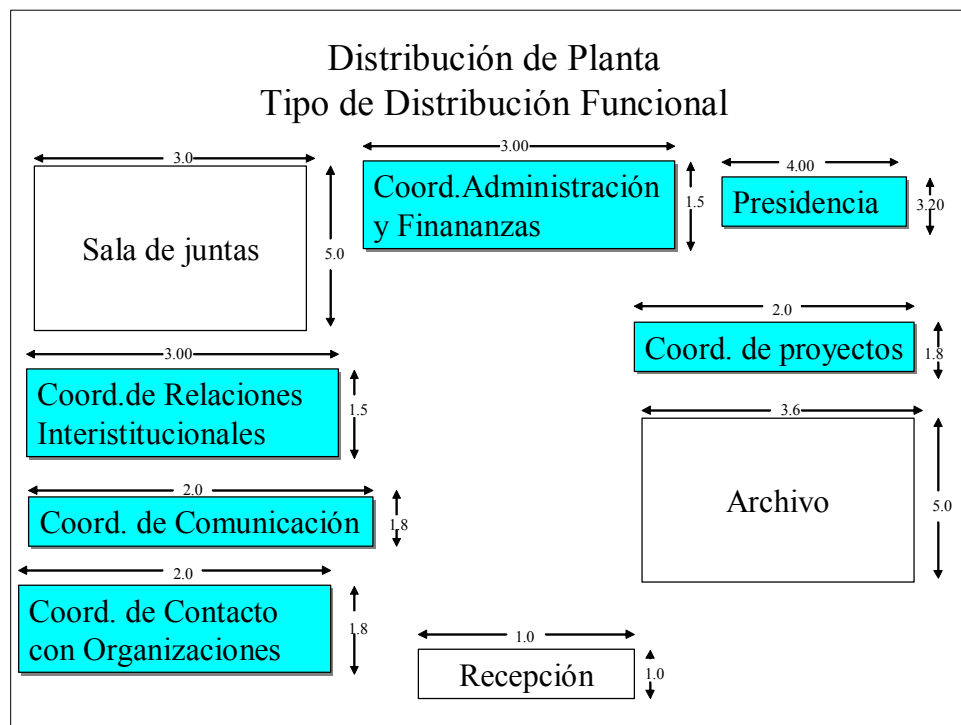 Distribución de Planta
Tipo de Distribución Funcional
3.0
Sala de juntas
5.0
3.00
Coord.Administración
y Finananzas
1.5
4.00
Presidencia
3.20
2.0
Coord. de proyectos
1.8
3.00
Coord.de Relaciones
Interistitucionales
1.5
3.6
Archivo
5.0
2.0
Coord. de Comunicación
1.8
2.0
Coord. de Contacto
con Organizaciones
1.8
1.0
Recepción
1.0